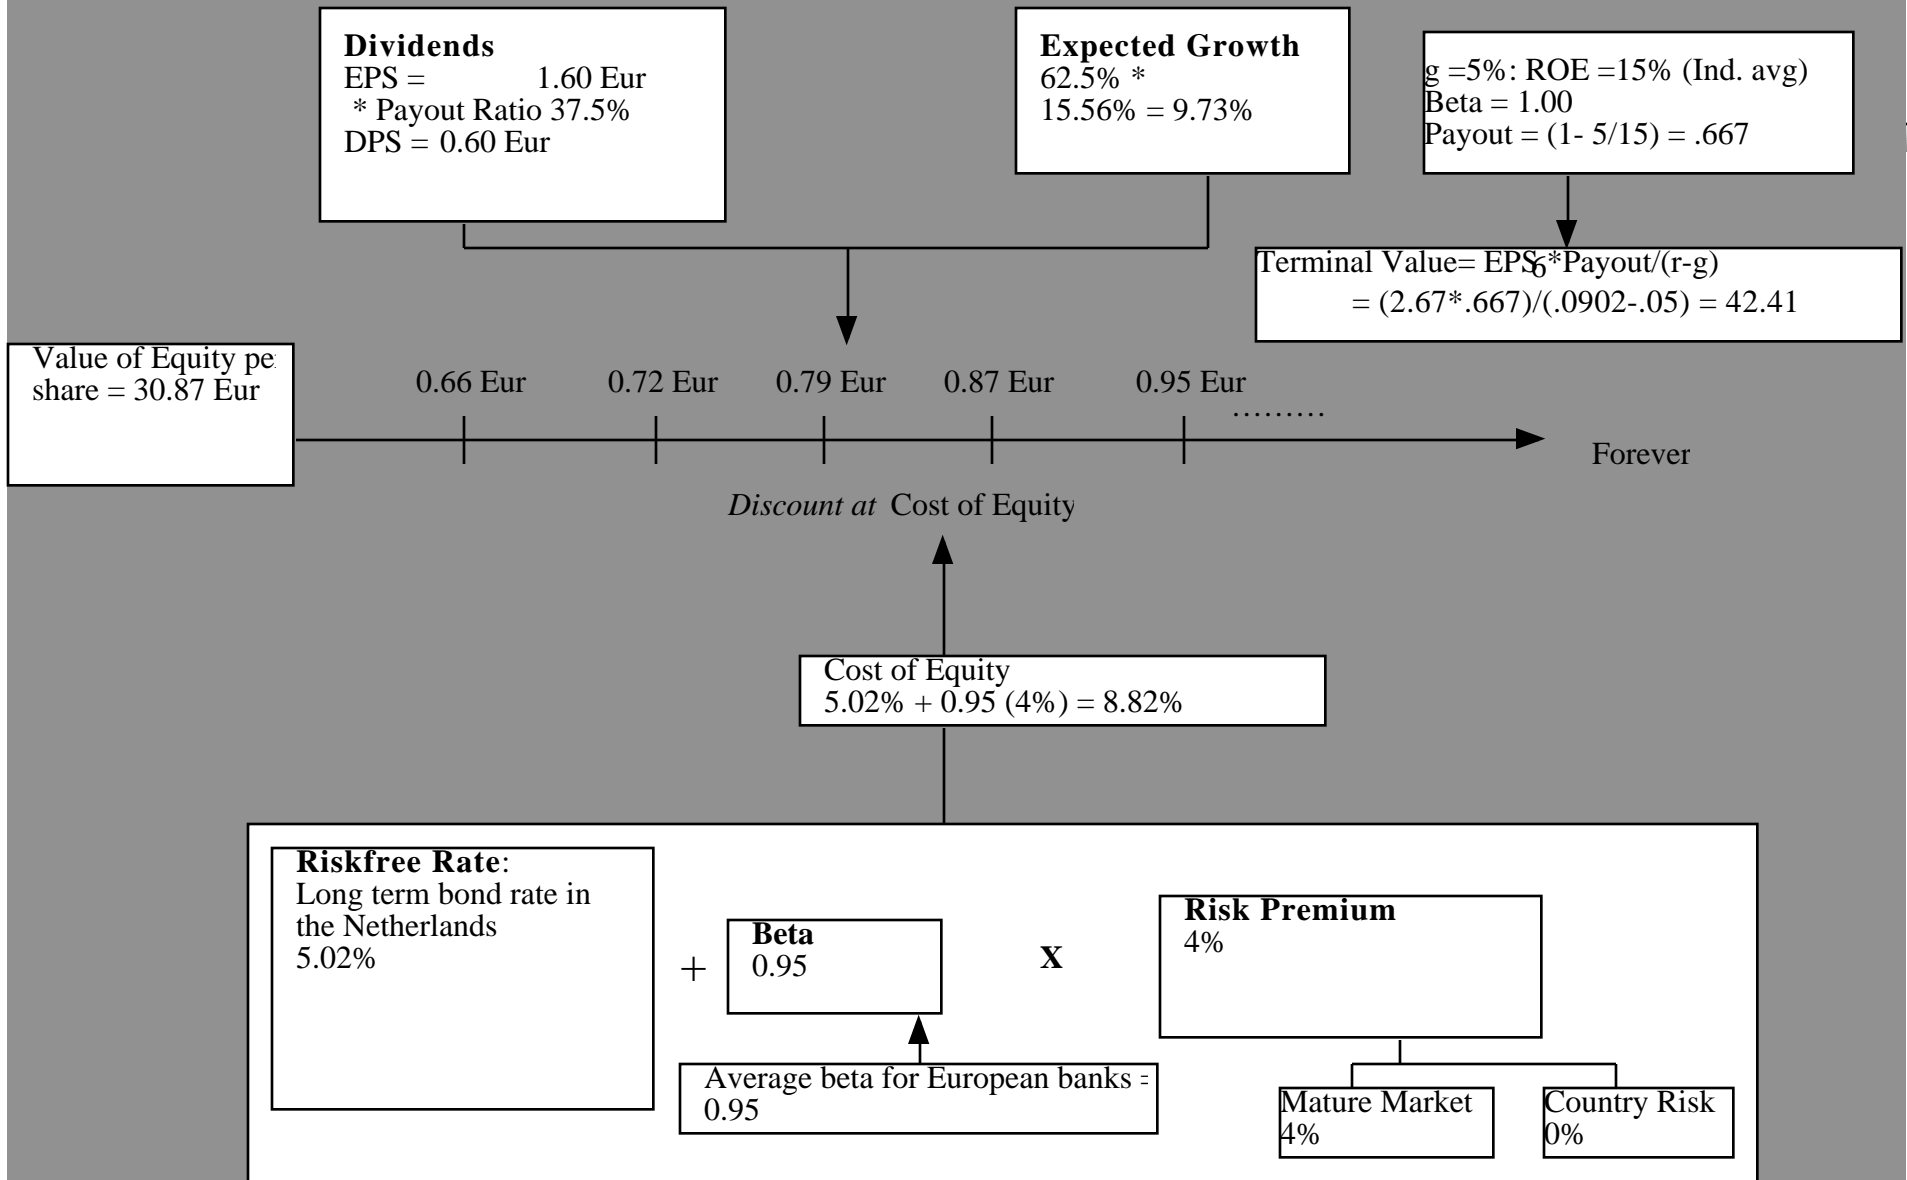 Dividends
EPS = 1.60 Eur
* Payout Ratio 37.5%
DPS = 0.60 Eur
Expected Growth
62.5% *
15.56% = 9.73%
g =5%: ROE =15% (Ind. avg)
Beta = 1.00
Payout = (1- 5/15) = .667
Terminal Value= EPS6*Payout/(r-g)
= (2.67*.667)/(.0902-.05) = 42.41
Value of Equity pe
share = 30.87 Eur
0.66 Eur
0.72 Eur
0.79 Eur
0.87 Eur
0.95 Eur
.........
Forever
Discount at Cost of Equity
Cost of Equity
5.02% + 0.95 (4%) = 8.82%
Riskfree Rate:
Long term bond rate in
the Netherlands
5.02%
+
Beta
0.95
X
Risk Premium
4%
Average beta for European banks =
0.95
Mature Market
4%
Country Risk
0%